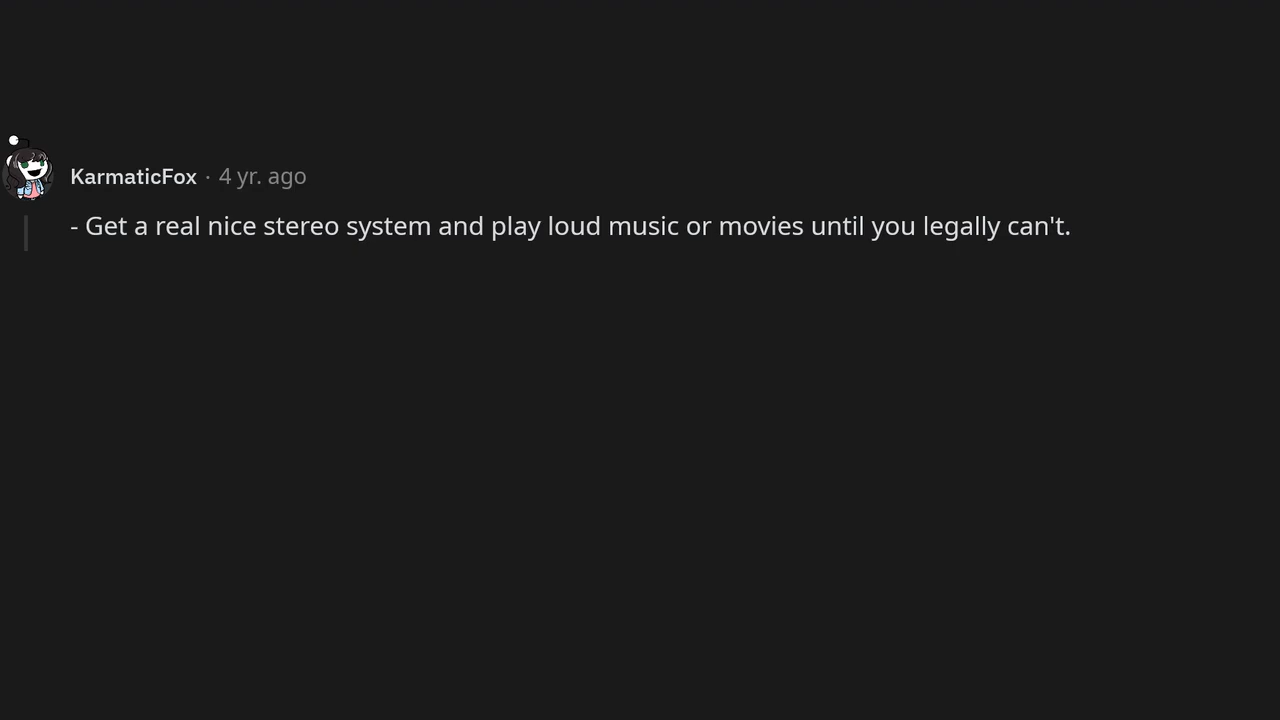 KarmaticFox · 4 yr. ago
- Get a real nice stereo system and play loud music or movies until you legally can't.